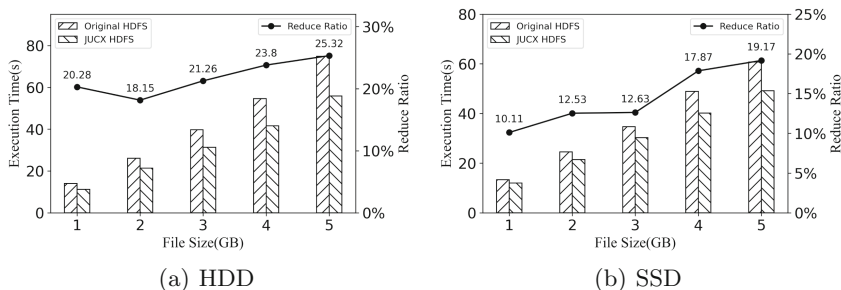 Original HDFS
JUCX HDFS
Reduce Ratio
80
60
40
20
0
30%
20%
10%
0%
20.28
18.15
21.26
23.8
25.32
1 2 3 4 5
Execution Time(s)
Reduce Ratio
File Size(GB)
(a) HDD
Original HDFS
JUCX HDFS
Reduce Ratio
80
60
40
20
0
25%
20%
15%
10%
5%
0%
10.11
12.53
12.63
17.87
19.17
1 2 3 4 5
Execution Time(s)
Reduce Ratio
File Size(GB)
(b) SSD